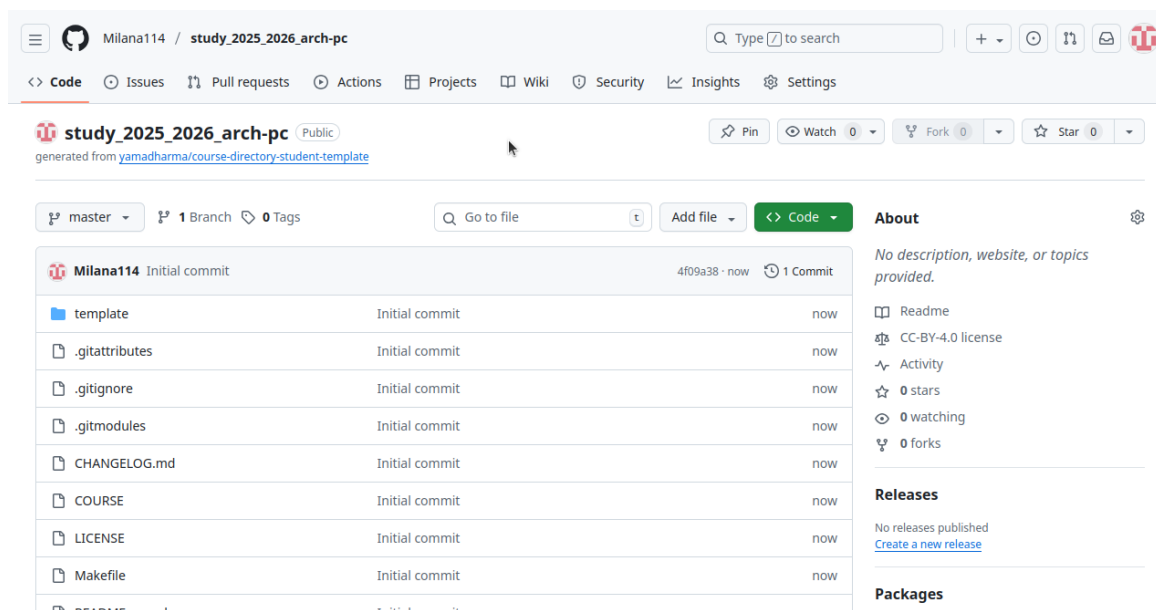 Milana114 / study_2025_2026_arch-pc
Type / to search
Code Issues Pull requests Actions Projects Wiki Security Insights Settings
study_2025_2026_arch-pc Public
Pin Watch 0 Fork 0 Star 0
generated from yamadharma/course-directory-student-template
master 1 Branch 0 Tags Go to file t Add file Code
Milana114 Initial commit 4f09a38 · now 1 Commit
template Initial commit now
.gitattributes Initial commit now
.gitignore Initial commit now
.gitmodules Initial commit now
CHANGELOG.md Initial commit now
COURSE Initial commit now
LICENSE Initial commit now
Makefile Initial commit now
About
No description, website, or topics
provided.
Readme
CC-BY-4.0 license
Activity
0 stars
0 watching
0 forks
Releases
No releases published
Create a new release
Packages